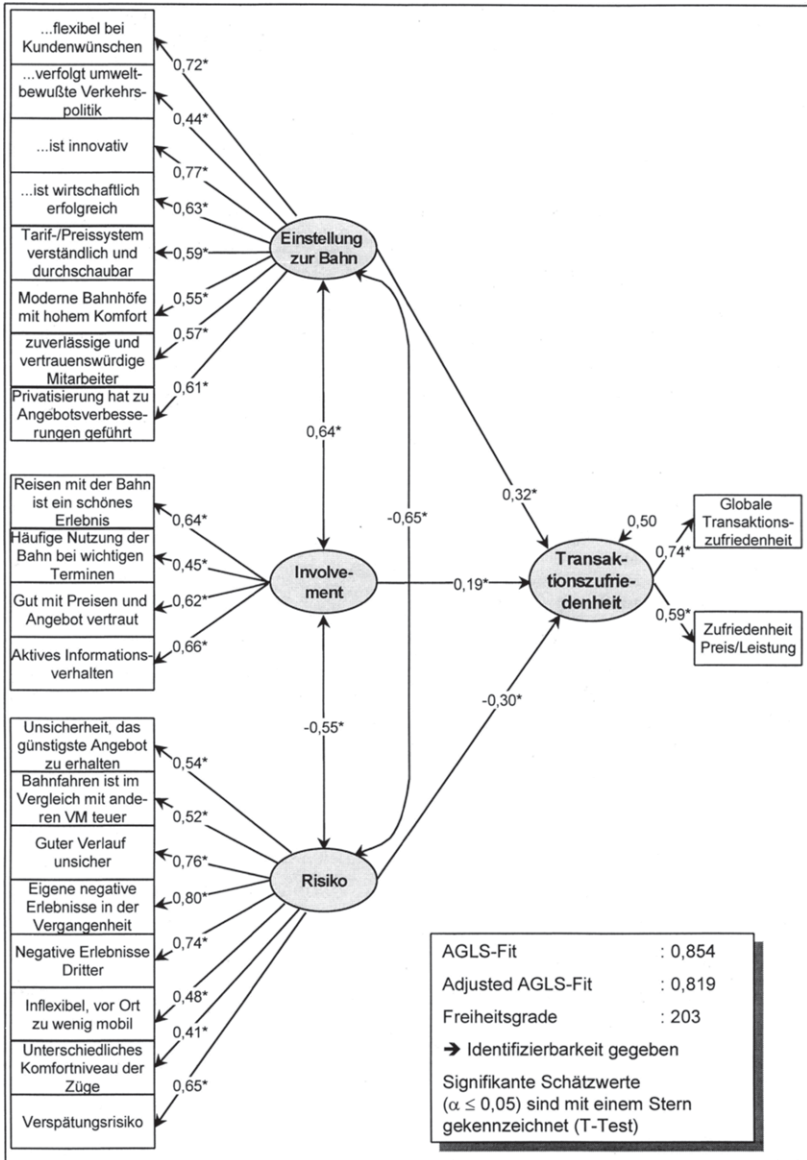 ...flexibel bei
Kundenwünschen
...verfolgt umwelt-
bewußte Verkehrs-
politik
...ist innovativ
...ist wirtschaftlich
erfolgreich
Tarif-/Preissystem
verständlich und
durchschaubar
Moderne Bahnhöfe
mit hohem Komfort
zuverlässige und
vertrauenswürdige
Mitarbeiter
Privatisierung hat zu
Angebotsverbesse-
rungen geführt
0,72*
0,44*
0,77*
0,63*
0,59*
0,55*
0,57*
0,61*
Einstellung
zur Bahn
0,64*
-0,65*
0,32*
Reisen mit der Bahn
ist ein schönes
Erlebnis
Häufige Nutzung der
Bahn bei wichtigen
Terminen
Gut mit Preisen und
Angebot vertraut
Aktives Informations-
verhalten
0,64*
0,45*
0,62*
0,66*
Involve-
ment
0,19*
0,50
Transak-
tionszufrie-
denheit
0,74*
0,59*
Globale
Transaktions-
zufriedenheit
Zufriedenheit
Preis/Leistung
-0,55*
-0,30*
Unsicherheit, das
günstigste Angebot
zu erhalten
Bahnfahren ist im
Vergleich mit ande-
ren VM teuer
Guter Verlauf
unsicher
Eigene negative
Erlebnisse in der
Vergangenheit
Negative Erlebnisse
Dritter
Inflexibel, vor Ort
zu wenig mobil
Unterschiedliches
Komfortniveau der
Züge
Verspätungsrisiko
0,54*
0,52*
0,76*
0,80*
0,74*
0,48*
0,41*
0,65*
Risiko
AGLS-Fit : 0,854
Adjusted AGLS-Fit : 0,819
Freiheitsgrade : 203
➔ Identifizierbarkeit gegeben
Signifikante Schätzwerte
(α ≤ 0,05) sind mit einem Stern
gekennzeichnet (T-Test)